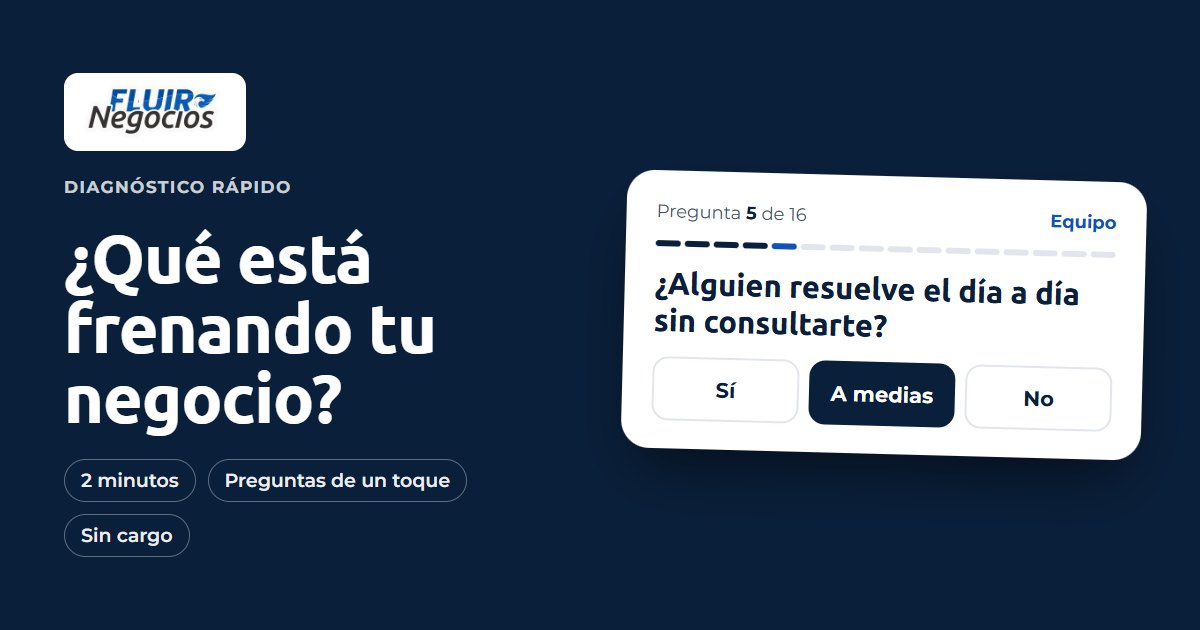 FLUIR
Negocios
DIAGNÓSTICO RÁPIDO
¿Qué está
frenando tu
negocio?
2 minutos
Preguntas de un toque
Sin cargo
Pregunta 5 de 16
Equipo
¿Alguien resuelve el día a día
sin consultarte?
Sí
A medias
No